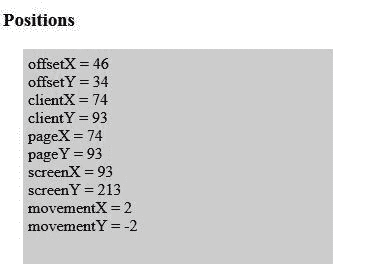 Positions
offsetX = 46
offsetY = 34
clientX = 74
clientY = 93
pageX = 74
pageY = 93
screenX = 93
screenY = 213
movementX = 2
movementY = -2